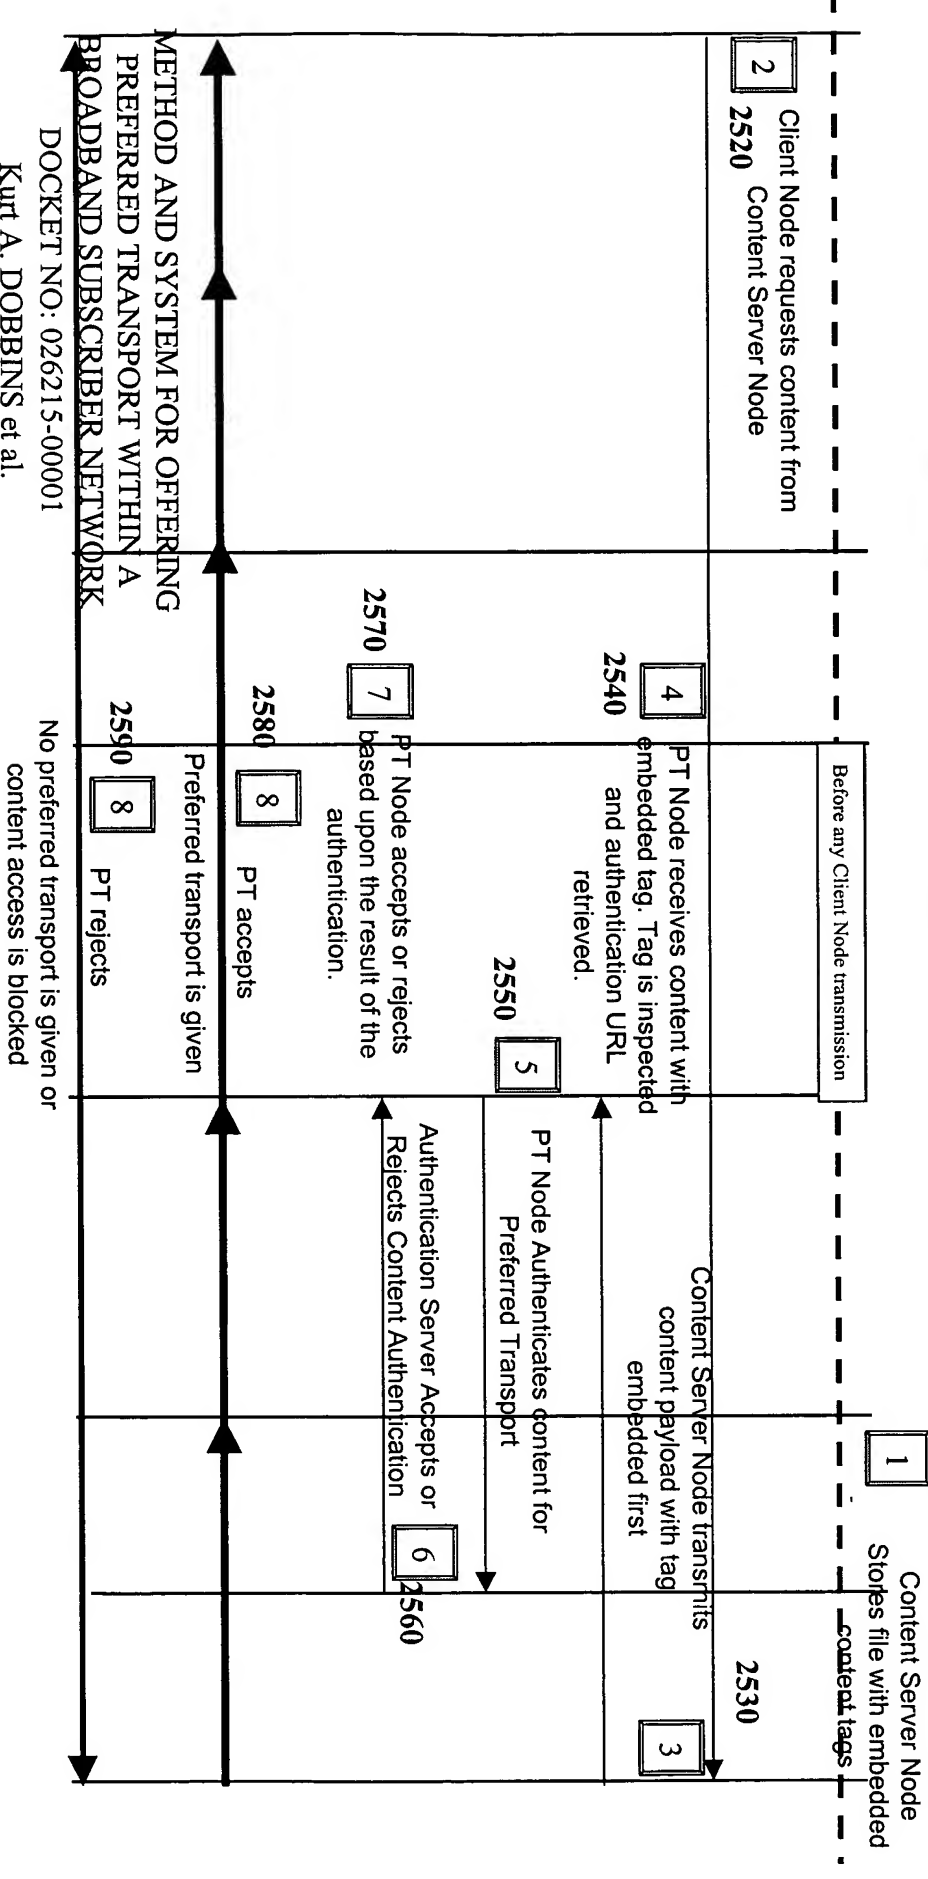 1
Content Server Node
Stores file with embedded
content tags
Before any Client Node transmission
2
Client Node requests content from
2520
Content Server Node
2530
3
Content Server Node transmits
content payload with tag
embedded first
4
2540
PT Node receives content with
embedded tag. Tag is inspected
and authentication URL
retrieved.
2550
5
PT Node Authenticates content for
Preferred Transport
6
2560
Authentication Server Accepts or
Rejects Content Authentication
2570
7
PT Node accepts or rejects
based upon the result of the
authentication.
2580
8
PT accepts
Preferred transport is given
2590
8
PT rejects
No preferred transport is given or
content access is blocked
METHOD AND SYSTEM FOR OFFERING
PREFERRED TRANSPORT WITHIN A
BROADBAND SUBSCRIBER NETWORK
DOCKET NO: 026215-00001
Kurt A. DOBBINS et al.